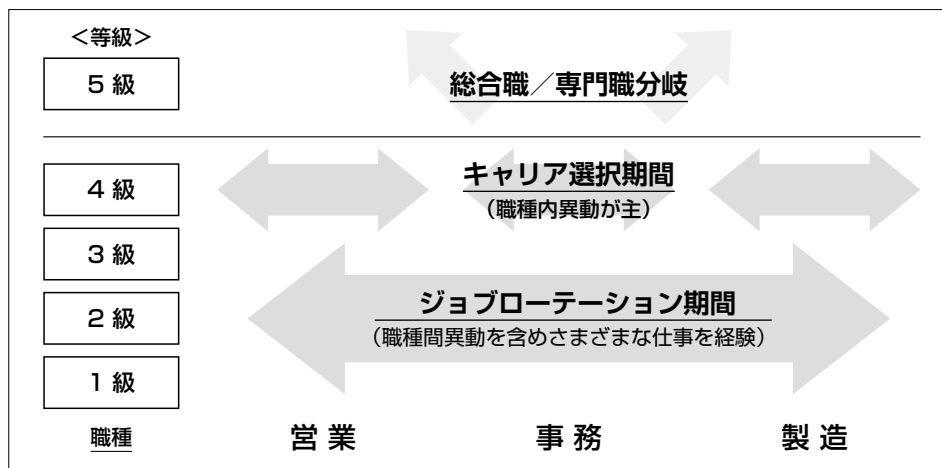 ＜等級＞
5 級
総合職／専門職分岐
4 級
キャリア選択期間
（職種内異動が主）
3 級
2 級
ジョブローテーション期間
（職種間異動を含めさまざまな仕事を経験）
1 級
職種
営 業
事 務
製 造